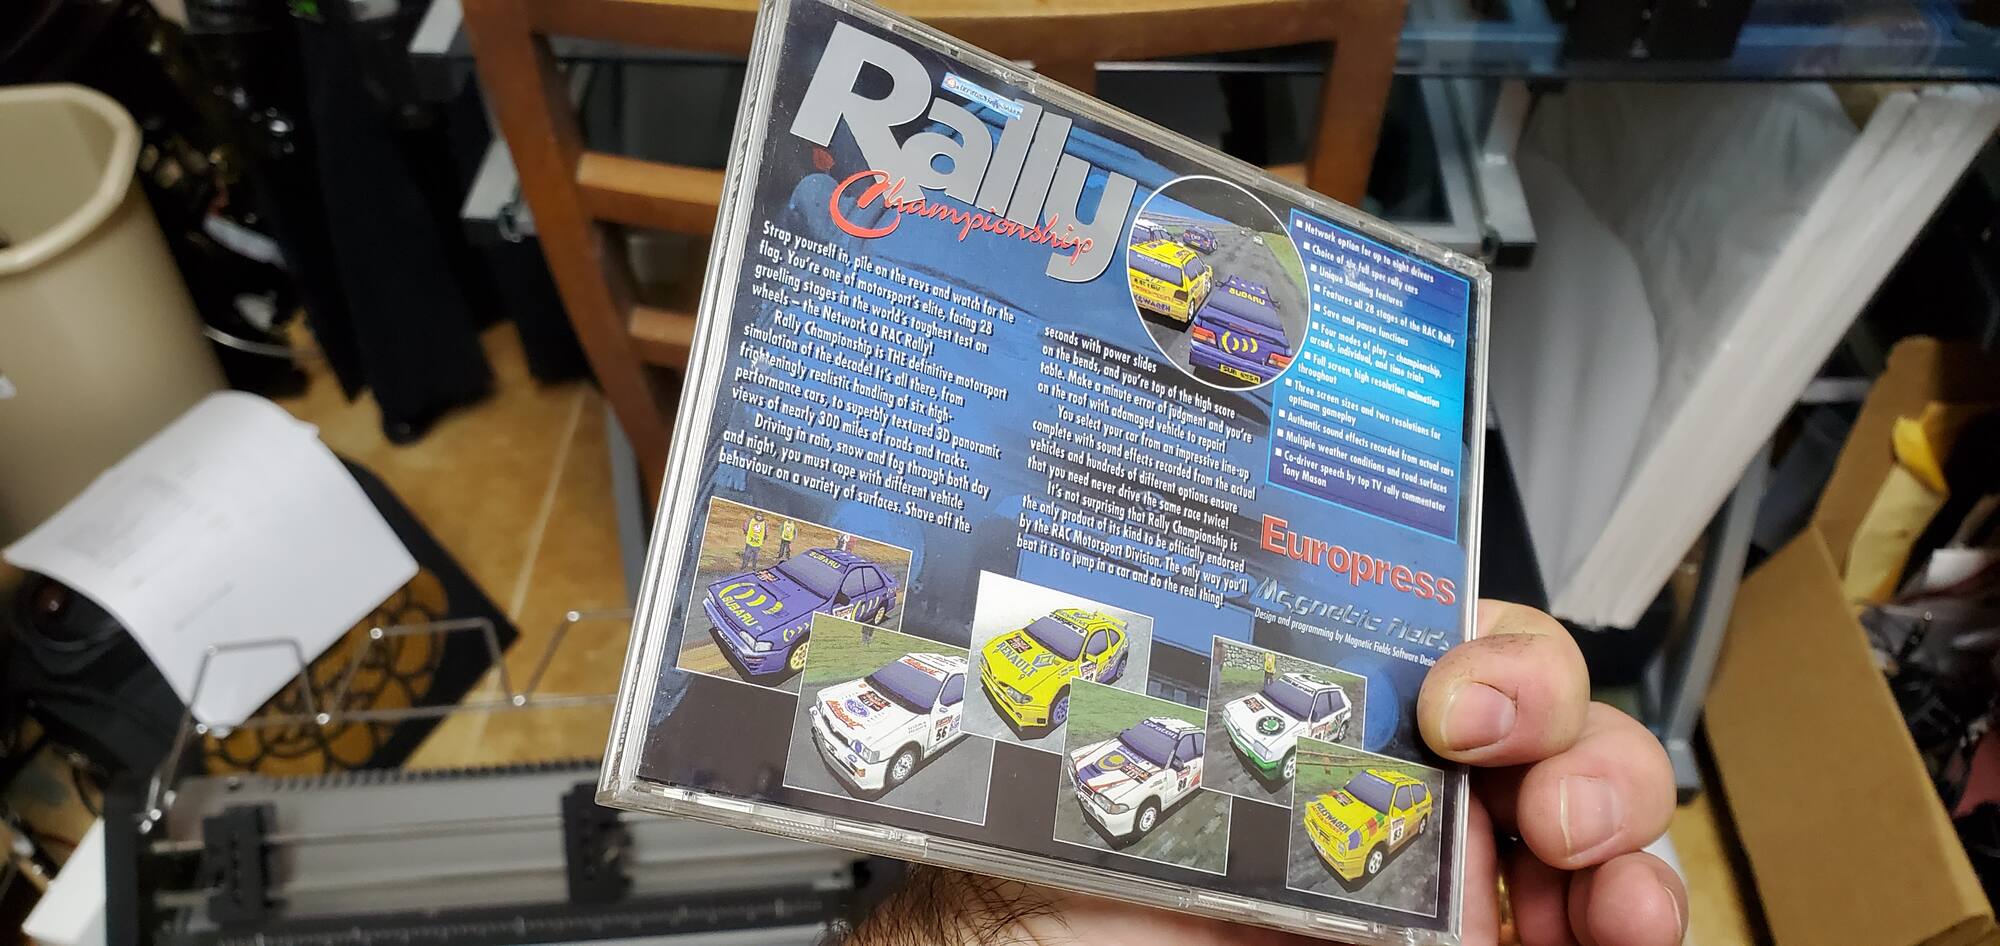 Rally
Championship
Strap yourself in, pile on the revs and watch for the
flag. You're one of motorsport's elite, facing 28
gruelling stages in the world's toughest test on
wheels – the Network Q RAC Rally!
Rally Championship is THE definitive motorsport
simulation of the decade! It's all there, from
frighteningly realistic handling of six high-
performance cars, to superbly textured 3D panoramic
views of nearly 300 miles of roads and tracks.
Driving in rain, snow and fog through both day
and night, you must cope with different vehicle
behaviour on a variety of surfaces. Shave off the
seconds with power slides
on the bends, and you're top of the high score
table. Make a minute error of judgment and you're
on the roof with adamaged vehicle to repair!
You select your car from an impressive line-up
complete with sound effects recorded from the actual
vehicles and hundreds of different options ensure
that you need never drive the same race twice!
It's not surprising that Rally Championship is
the only product of its kind to be officially endorsed
by the RAC Motorsport Division. The only way you'll
beat it is to jump in a car and do the real thing!
■ Network option for up to eight drivers
■ Choice of six full spec rally cars
■ Unique handling features
■ Features all 28 stages of the RAC Rally
■ Save and pause functions
■ Four modes of play – championship,
arcade, individual, and time trials
■ Full screen, high resolution animation
throughout
■ Three screen sizes and two resolutions for
optimum gameplay
■ Authentic sound effects recorded from actual cars
■ Multiple weather conditions and road surfaces
■ Co-driver speech by top TV rally commentator
Tony Mason
Europress
Magnetic Fields
Design and programming by Magnetic Fields Software
SUBARU
SUBARU
SUBARU
RENAULT
56
VOLKSWAGEN